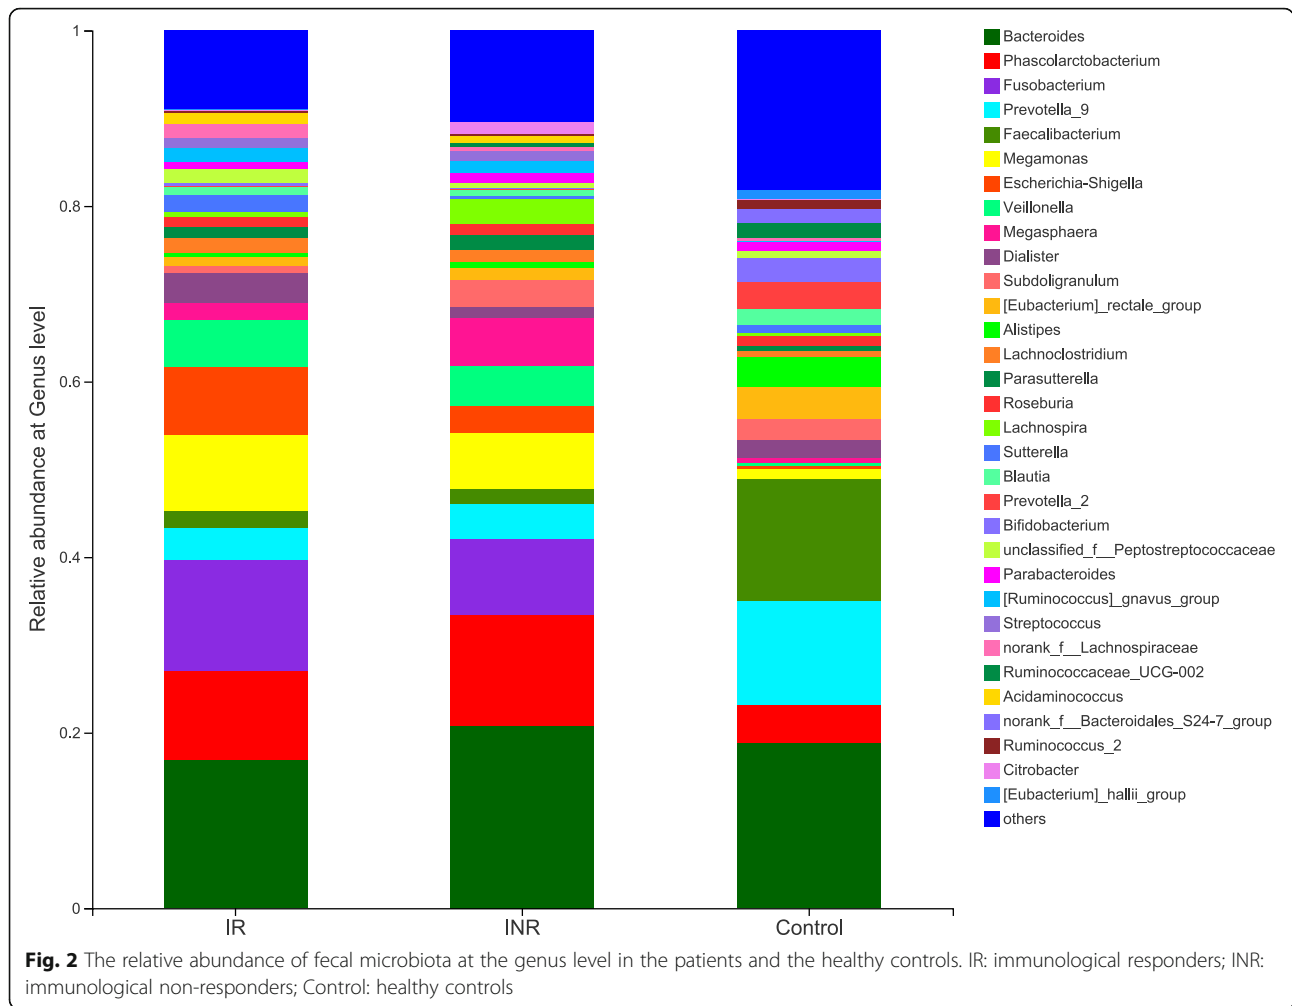 Relative abundance at Genus level
1
0.8
0.6
0.4
0.2
0
IR
INR
Control
Bacteroides
Phascolarctobacterium
Fusobacterium
Prevotella_9
Faecalibacterium
Megamonas
Escherichia-Shigella
Veillonella
Megasphaera
Dialister
Subdoligranulum
[Eubacterium]_rectale_group
Alistipes
Lachnoclostridium
Parasutterella
Roseburia
Lachnospira
Sutterella
Blautia
Prevotella_2
Bifidobacterium
unclassified_f__Peptostreptococcaceae
Parabacteroides
[Ruminococcus]_gnavus_group
Streptococcus
norank_f__Lachnospiraceae
Ruminococcaceae_UCG-002
Acidaminococcus
norank_f__Bacteroidales_S24-7_group
Ruminococcus_2
Citrobacter
[Eubacterium]_hallii_group
others
Fig. 2 The relative abundance of fecal microbiota at the genus level in the patients and the healthy controls. IR: immunological responders; INR:
immunological non-responders; Control: healthy controls